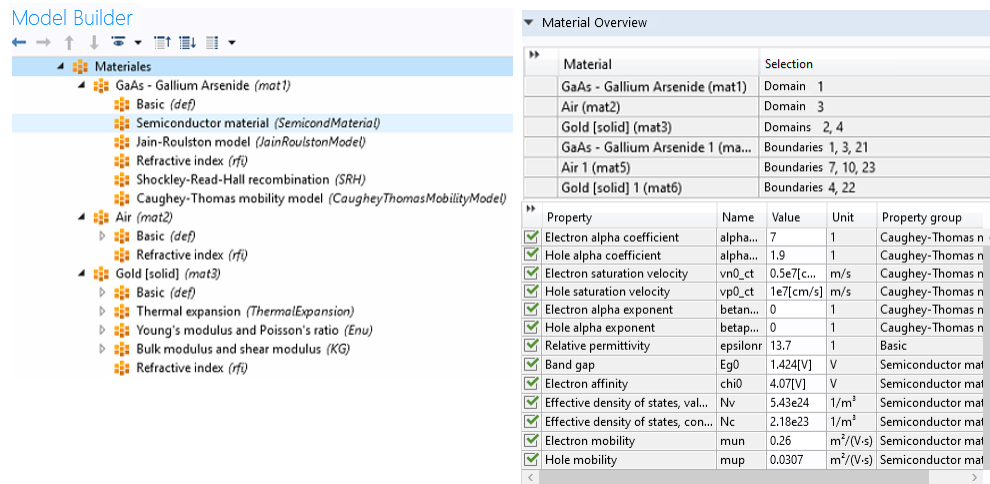 Model Builder
Materiales
GaAs - Gallium Arsenide (mat1)
Basic (def)
Semiconductor material (SemicondMaterial)
Jain-Roulston model (JainRoulstonModel)
Refractive index (rfi)
Shockley-Read-Hall recombination (SRH)
Caughey-Thomas mobility model (CaugheyThomasMobilityModel)
Air (mat2)
Basic (def)
Refractive index (rfi)
Gold [solid] (mat3)
Basic (def)
Thermal expansion (ThermalExpansion)
Young's modulus and Poisson's ratio (Enu)
Bulk modulus and shear modulus (KG)
Refractive index (rfi)
Material Overview
Material Selection
GaAs - Gallium Arsenide (mat1) Domain 1
Air (mat2) Domain 3
Gold [solid] (mat3) Domains 2, 4
GaAs - Gallium Arsenide 1 (ma... Boundaries 1, 3, 21
Air 1 (mat5) Boundaries 7, 10, 23
Gold [solid] 1 (mat6) Boundaries 4, 22
Property Name Value Unit Property group
Electron alpha coefficient alpha... 7 1 Caughey-Thomas n
Hole alpha coefficient alpha... 1.9 1 Caughey-Thomas n
Electron saturation velocity vn0_ct 0.5e7[c... m/s Caughey-Thomas n
Hole saturation velocity vp0_ct 1e7[cm/s] m/s Caughey-Thomas n
Electron alpha exponent betan... 0 1 Caughey-Thomas n
Hole alpha exponent betap... 0 1 Caughey-Thomas n
Relative permittivity epsilonr 13.7 1 Basic
Band gap Eg0 1.424[V] V Semiconductor mat
Electron affinity chi0 4.07[V] V Semiconductor mat
Effective density of states, val... Nv 5.43e24 1/m³ Semiconductor mat
Effective density of states, con... Nc 2.18e23 1/m³ Semiconductor mat
Electron mobility mun 0.26 m²/(V·s) Semiconductor mat
Hole mobility mup 0.0307 m²/(V·s) Semiconductor mat